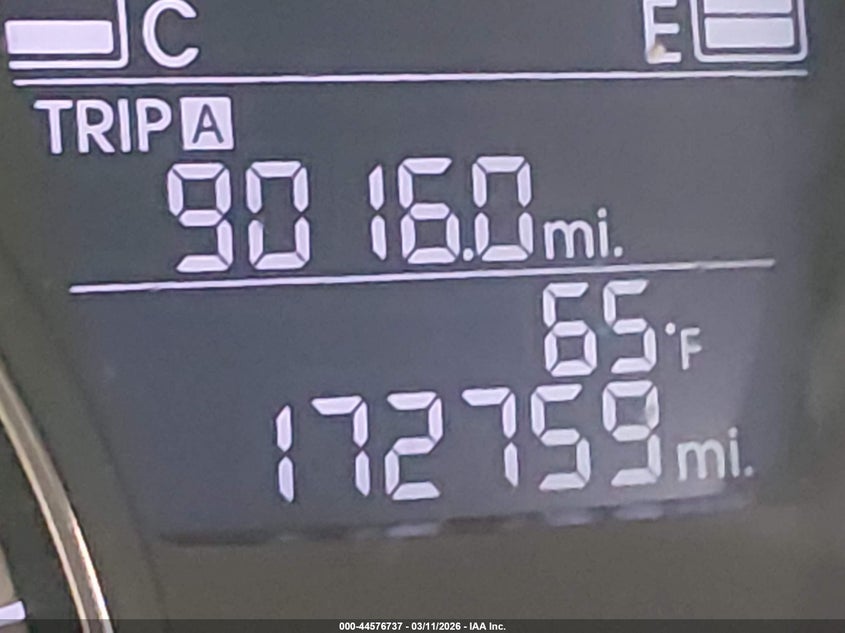 C E
TRIP A
9016.0 mi.
65°F
172759 mi.
000-44576737 - 03/11/2026 - IAA Inc.